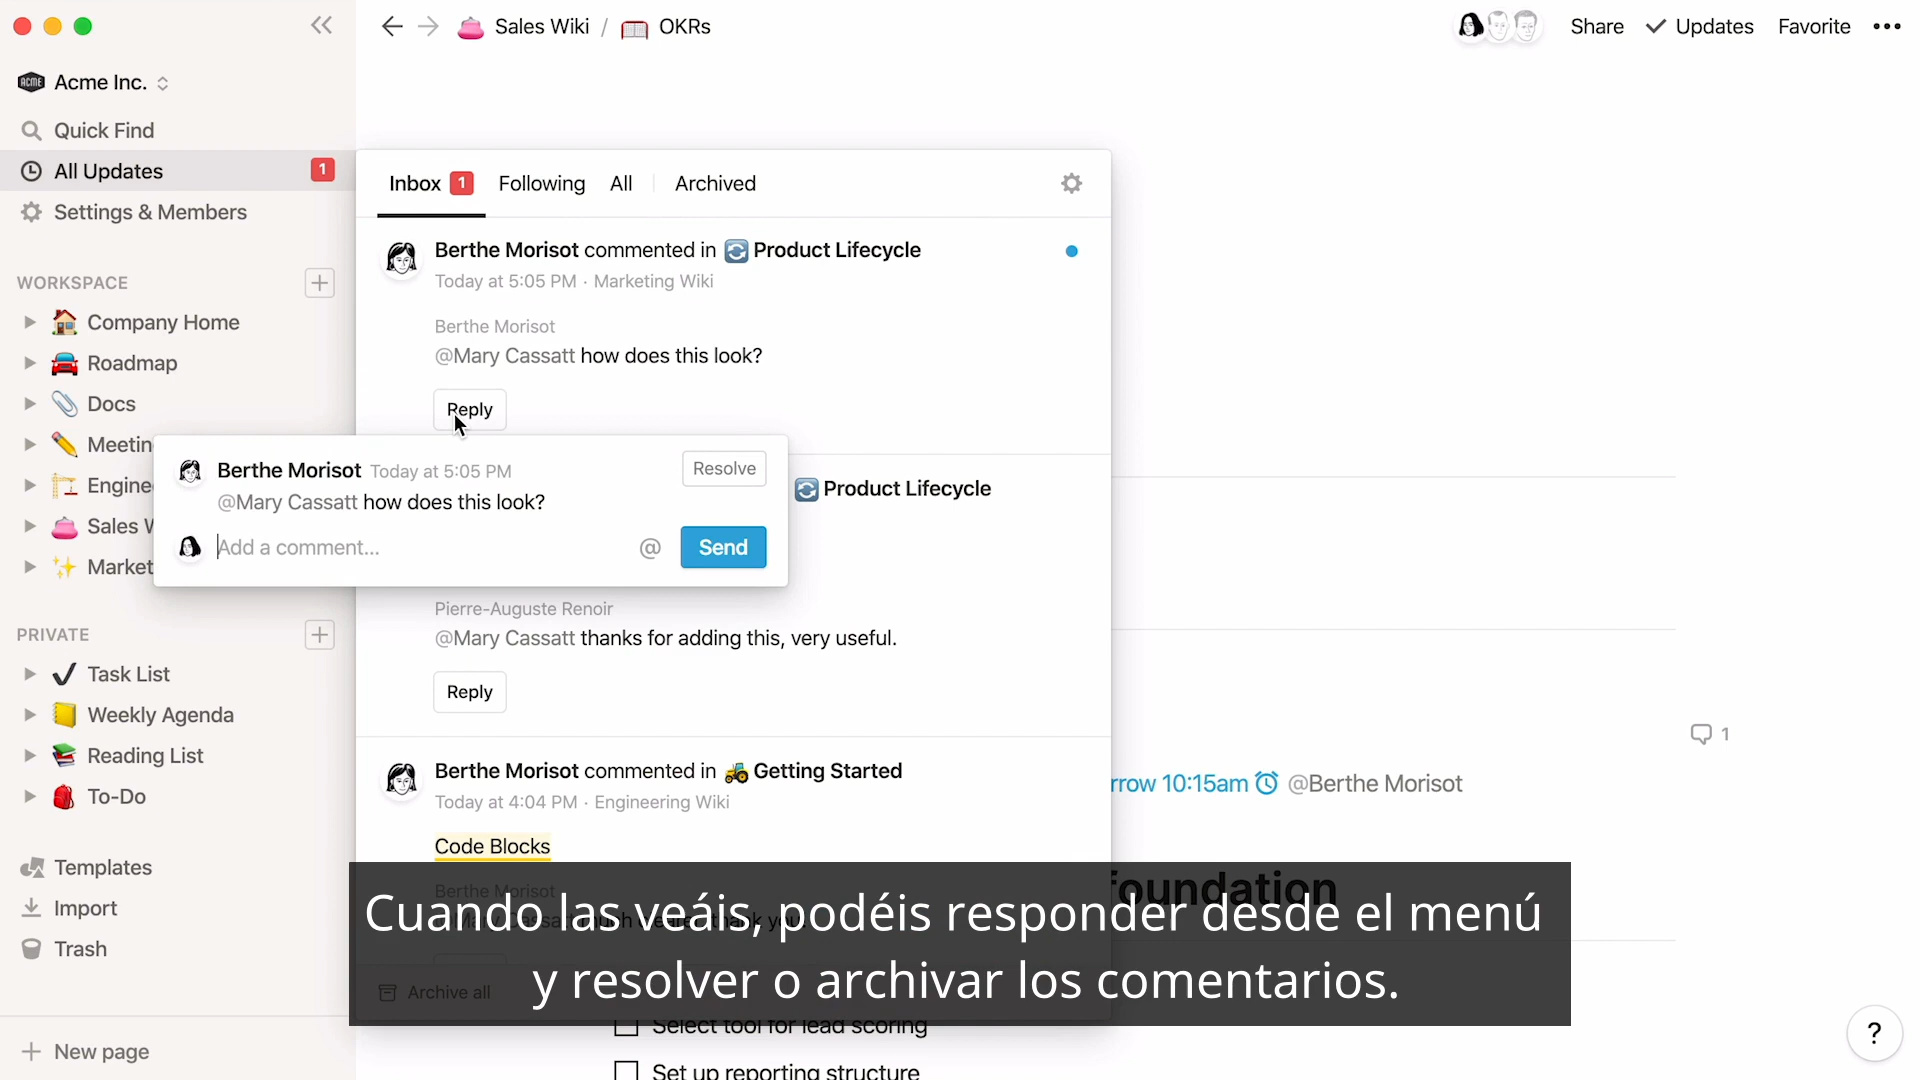 Sales Wiki / OKRs
Share
Updates
Favorite
ACME Acme Inc.
Quick Find
All Updates 1
Settings & Members
WORKSPACE
Company Home
Roadmap
Docs
Meetin
Engine
Sales W
Market
PRIVATE
Task List
Weekly Agenda
Reading List
To-Do
Templates
Import
Trash
New page
Inbox 1 Following All Archived
Berthe Morisot commented in Product Lifecycle
Today at 5:05 PM · Marketing Wiki
Berthe Morisot
@Mary Cassatt how does this look?
Reply
Berthe Morisot Today at 5:05 PM
Resolve
@Mary Cassatt how does this look?
Add a comment...
@ Send
Product Lifecycle
Pierre-Auguste Renoir
@Mary Cassatt thanks for adding this, very useful.
Reply
Berthe Morisot commented in Getting Started
Today at 4:04 PM · Engineering Wiki
Code Blocks
Berthe Morisot
Archive all
1
rrow 10:15am @Berthe Morisot
foundation
Cuando las veáis, podéis responder desde el menú
y resolver o archivar los comentarios.
Select tool for lead scoring
Set up reporting structure
?